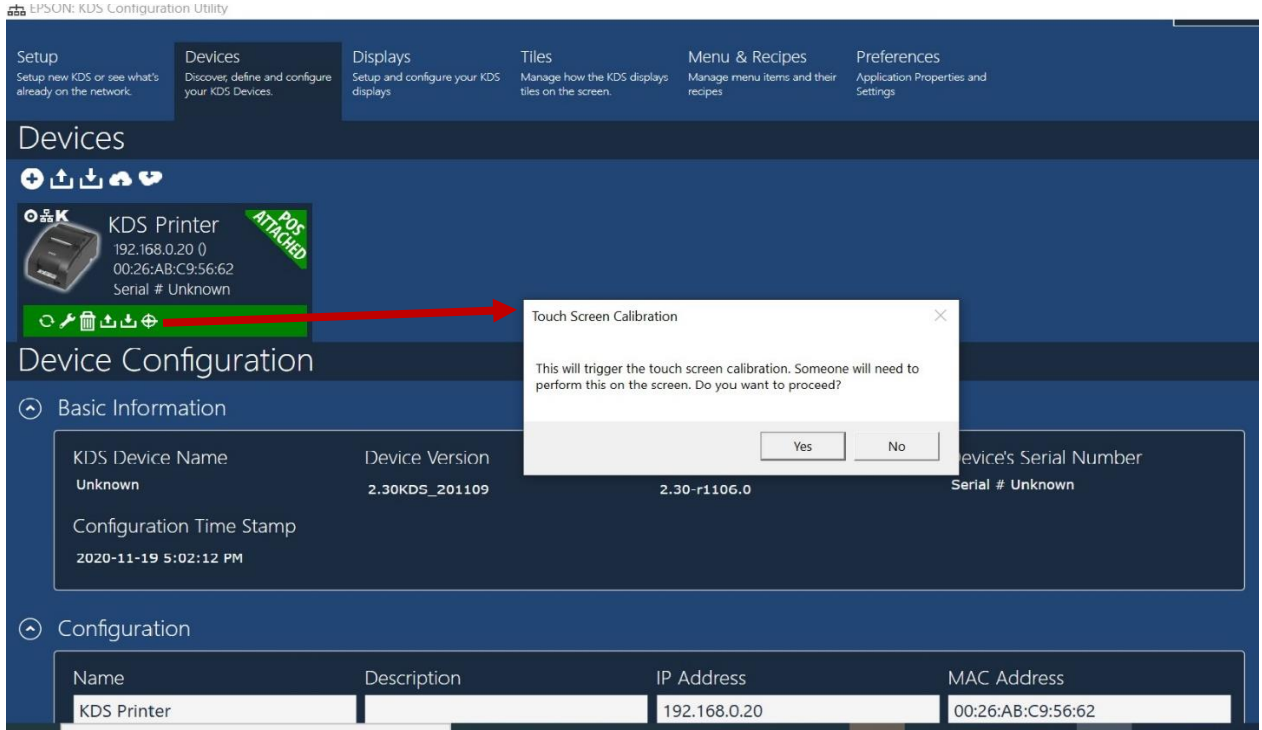 EPSON: KDS Configuration Utility
Setup
Setup new KDS or see what's
already on the network.
Devices
Discover, define and configure
your KDS Devices.
Displays
Setup and configure your KDS
displays
Tiles
Manage how the KDS displays
tiles on the screen.
Menu & Recipes
Manage menu items and their
recipes
Preferences
Application Properties and
Settings
Devices
K
KDS Printer
192.168.0.20 ()
00:26:AB:C9:56:62
Serial # Unknown
POS
ATTACHED
Touch Screen Calibration
This will trigger the touch screen calibration. Someone will need to
perform this on the screen. Do you want to proceed?
Yes
No
Device Configuration
Basic Information
KDS Device Name
Unknown
Device Version
2.30KDS_201109
2.30-r1106.0
Device's Serial Number
Serial # Unknown
Configuration Time Stamp
2020-11-19 5:02:12 PM
Configuration
Name
KDS Printer
Description
IP Address
192.168.0.20
MAC Address
00:26:AB:C9:56:62